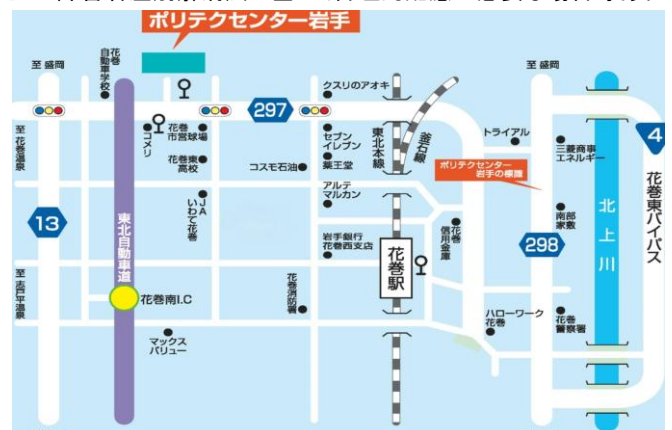 ポリテクセンター岩手
至 盛岡
花巻
自動車学校
至 盛岡
クスリのアオキ
297
4
コメリ
花巻
市営球場
セブン
イレブン
東北本線
釜石線
トライアル
三菱商事
エネルギー
至 花巻温泉
花巻東
高校
薬王堂
コスモ石油
ポリテクセンター
岩手の標識
花巻東バイパス
アルテ
マルカン
JA
いわて花巻
13
東北自動車道
花巻
信用金庫
南部
家敷
北上川
岩手銀行
花巻西支店
298
花巻駅
至 志戸平温泉
花巻南I.C
花巻消防署
ハローワーク
花巻
花巻
警察署
マックス
バリュー